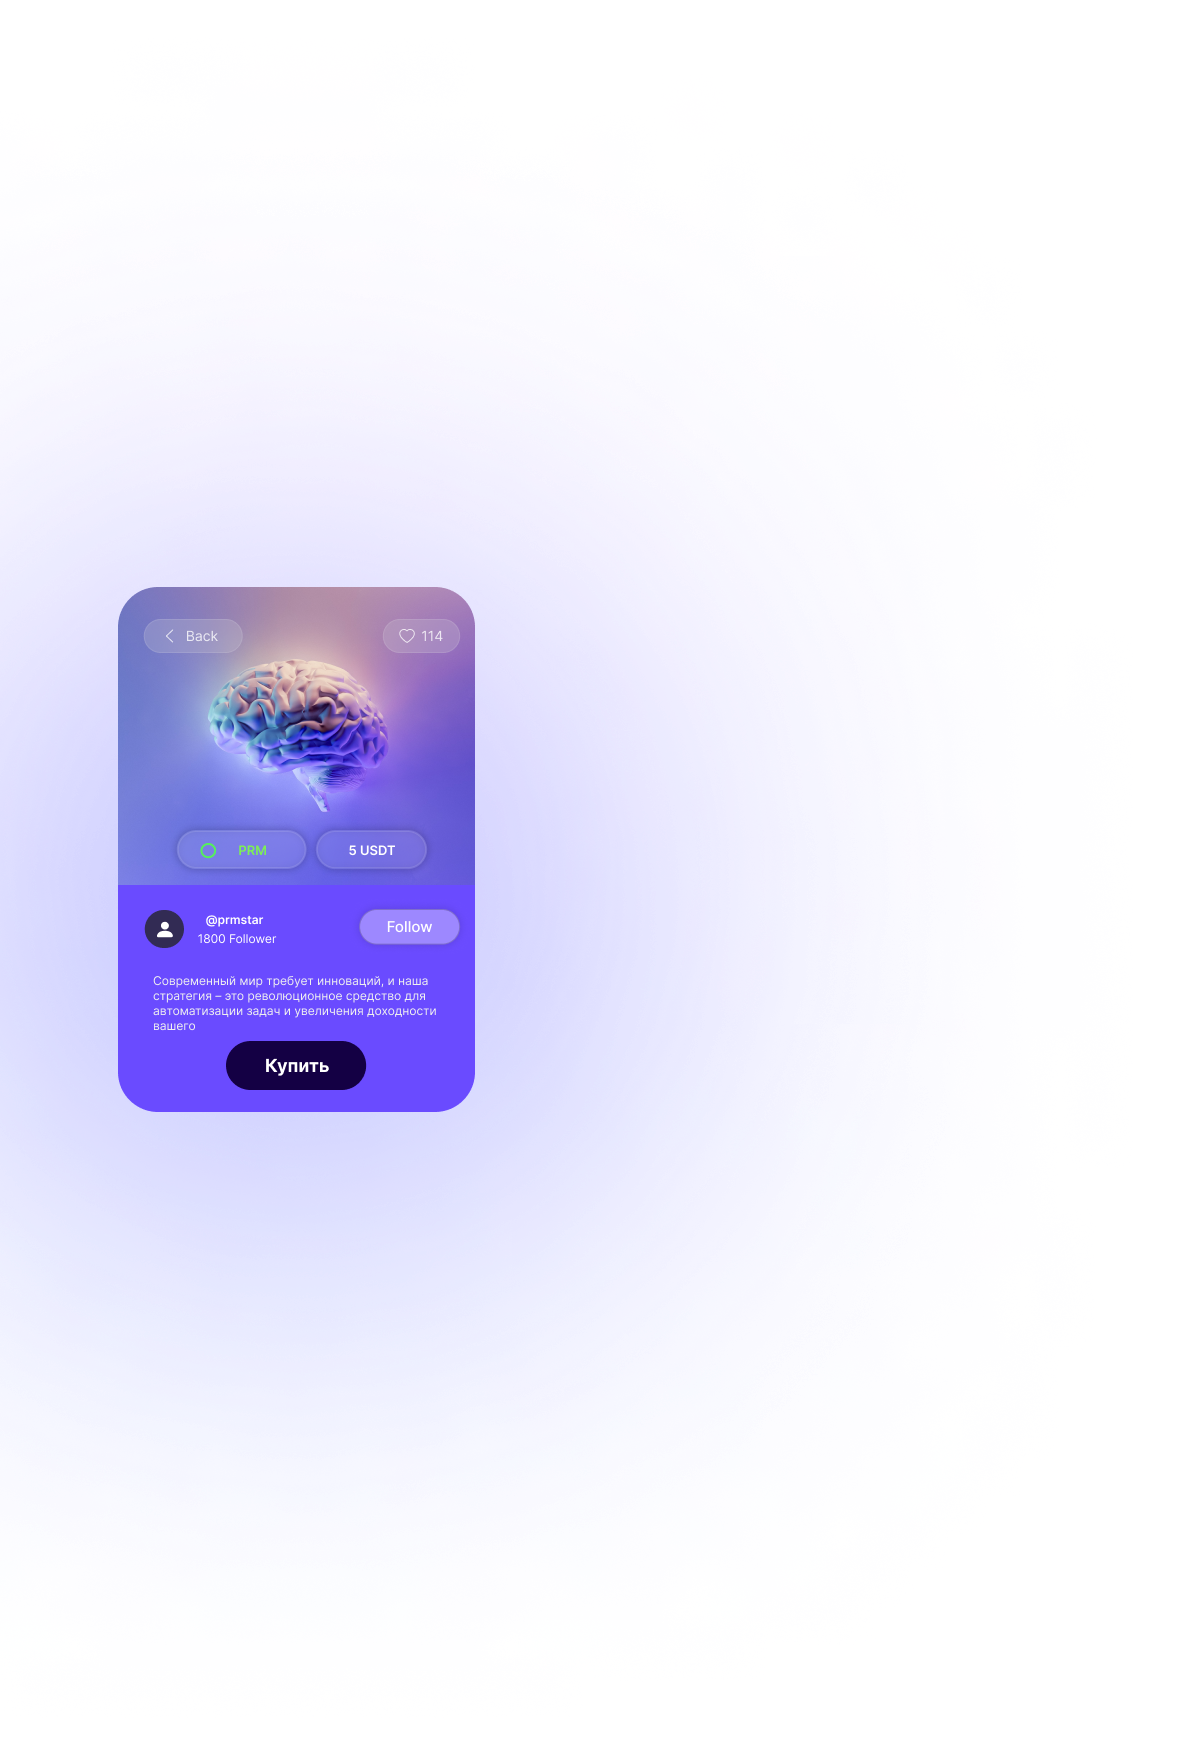 Back
114
PRM
5 USDT
@prmstar
1800 Follower
Follow
Современный мир требует инноваций, и наша
стратегия – это революционное средство для
автоматизации задач и увеличения доходности
вашего
Купить